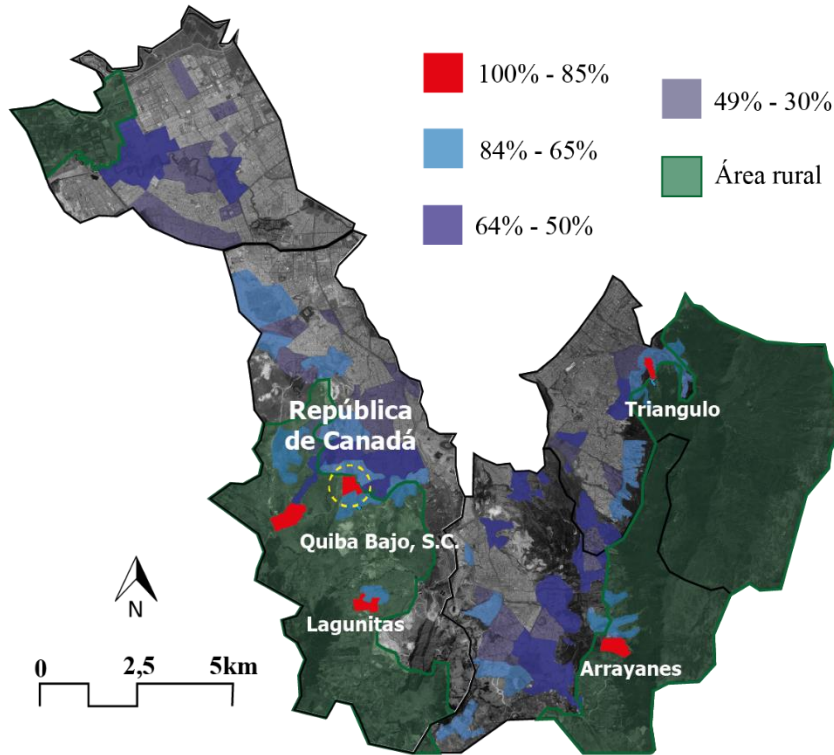 100% - 85%
84% - 65%
64% - 50%
49% - 30%
Área rural
Triangulo
República
de Canadá
Quiba Bajo, S.C.
Lagunitas
Arrayanes
N
0 2,5 5km